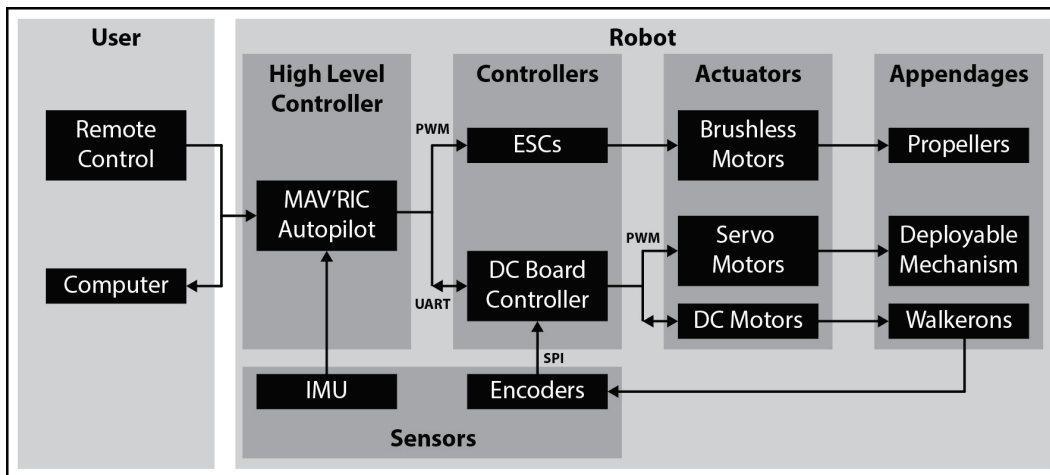 User
Robot
High Level
Controller
Controllers
Actuators
Appendages
Remote
Control
PWM
ESCs
Brushless
Motors
Propellers
MAV'RIC
Autopilot
Computer
UART
DC Board
Controller
PWM
Servo
Motors
Deployable
Mechanism
DC Motors
Walkerons
SPI
IMU
Encoders
Sensors